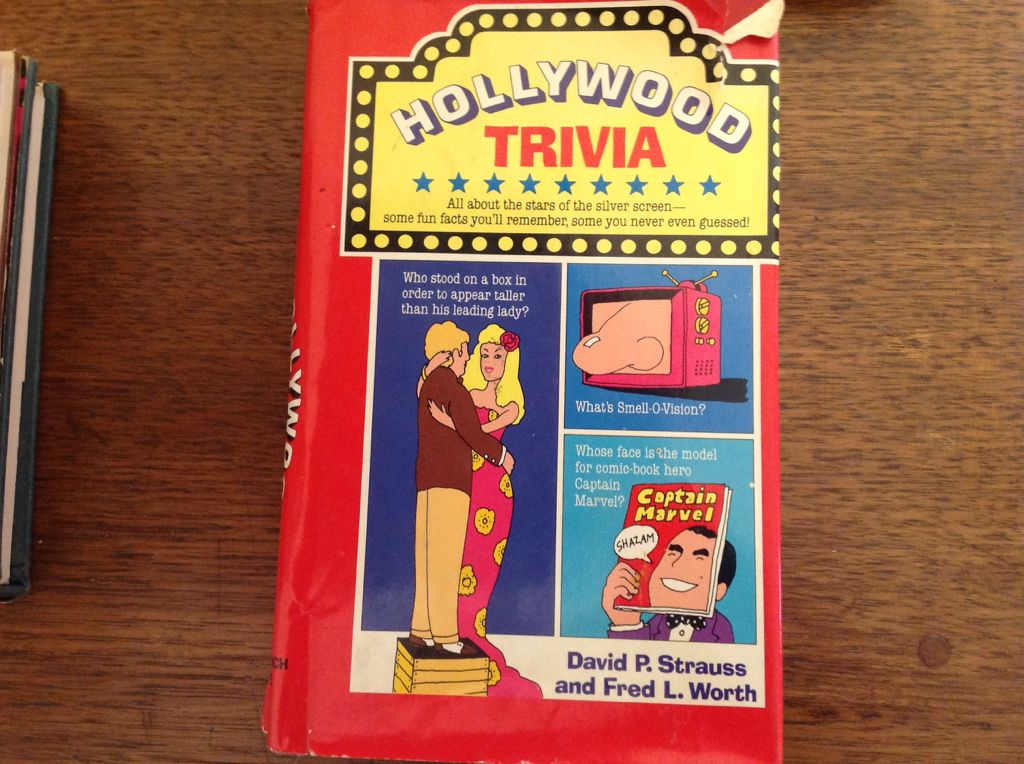 HOLLYWOOD
TRIVIA
All about the stars of the silver screen—
some fun facts you'll remember, some you never even guessed!
Who stood on a box in
order to appear taller
than his leading lady?
What's Smell-O-Vision?
Whose face is the model
for comic-book hero
Captain
Marvel?
Captain
Marvel
SHAZAM
David P. Strauss
and Fred L. Worth